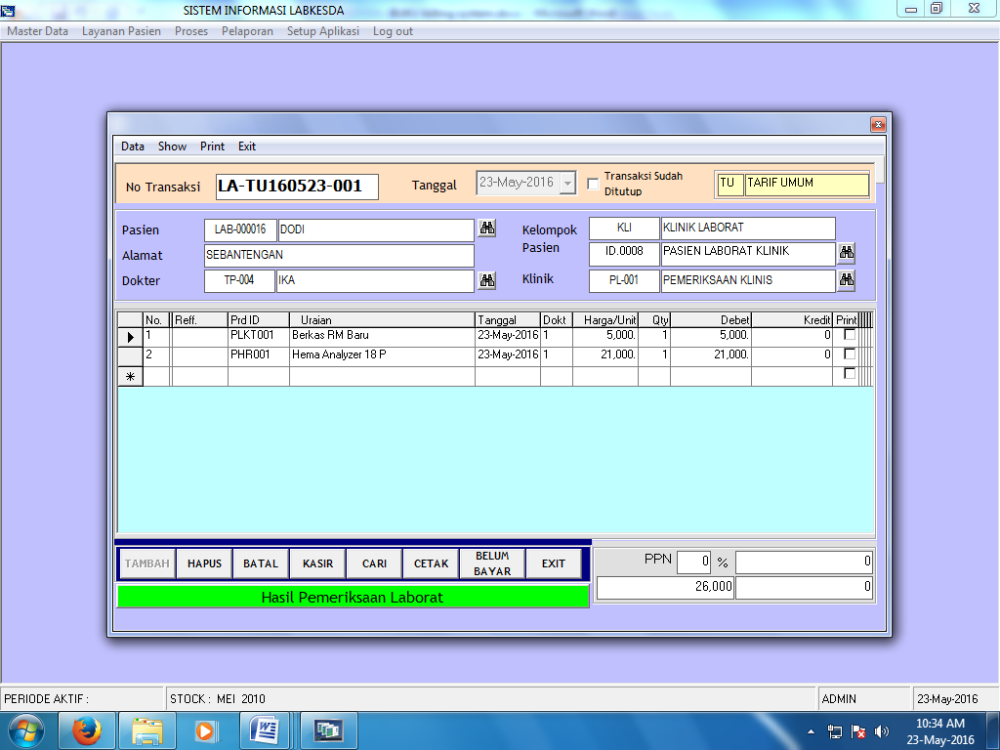 SISTEM INFORMASI LABKESDA
Master Data Layanan Pasien Proses Pelaporan Setup Aplikasi Log out
Data Show Print Exit
No Transaksi LA-TU160523-001 Tanggal 23-May-2016 Transaksi Sudah Ditutup TU TARIF UMUM
Pasien LAB-000016 DODI Kelompok Pasien KLI KLINIK LABORAT
Alamat SEBANTENGAN ID.0008 PASIEN LABORAT KLINIK
Dokter TP-004 IKA Klinik PL-001 PEMERIKSAAN KLINIS
No. Reff. Prd ID Uraian Tanggal Dokt Harga/Unit Qty Debet Kredit Print
1 PLKT001 Berkas RM Baru 23-May-2016 1 5,000. 1 5,000. 0
2 PHR001 Hema Analyzer 18 P 23-May-2016 1 21,000. 1 21,000. 0
TAMBAH HAPUS BATAL KASIR CARI CETAK BELUM BAYAR EXIT
PPN 0 % 0
26,000 0
Hasil Pemeriksaan Laborat
PERIODE AKTIF : STOCK : MEI 2010 ADMIN 23-May-2016
10:34 AM
23-May-2016